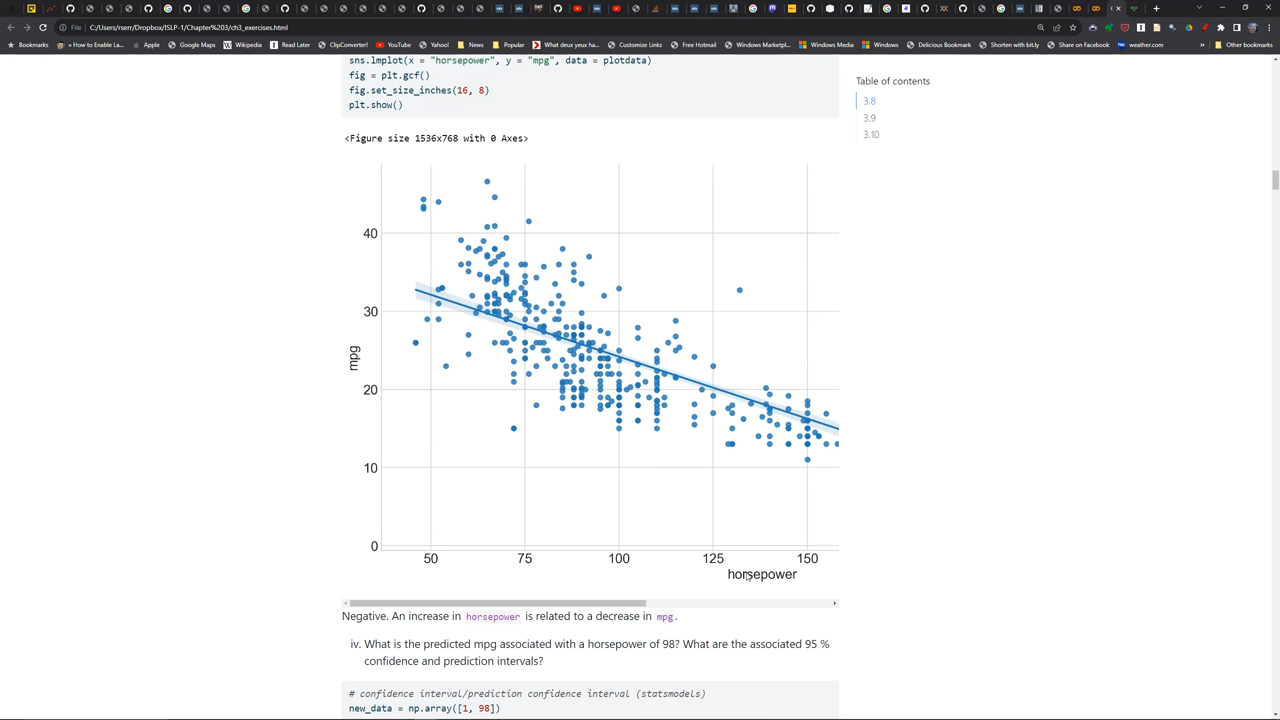 File | C:/Users/rserr/Dropbox/ISLP-1/Chapter%203/ch3_exercises.html
Bookmarks » How to Enable La... Apple Google Maps Wikipedia Read Later ClipConverter! YouTube Yahoo! News Popular What deux yeux ha... Customize Links Free Hotmail Windows Marketpl... Windows Media Windows Delicious Bookmark Shorten with bit.ly Share on Facebook weather.com Other bookmarks
sns.lmplot(x = "horsepower", y = "mpg", data = plotdata)
fig = plt.gcf()
fig.set_size_inches(16, 8)
plt.show()
Table of contents
3.8
3.9
3.10
<Figure size 1536x768 with 0 Axes>
40
30
mpg
20
10
0
50 75 100 125 150
horsepower
Negative. An increase in horsepower is related to a decrease in mpg.
iv. What is the predicted mpg associated with a horsepower of 98? What are the associated 95 %
confidence and prediction intervals?
# confidence interval/prediction confidence interval (statsmodels)
new_data = np.array([1, 98])